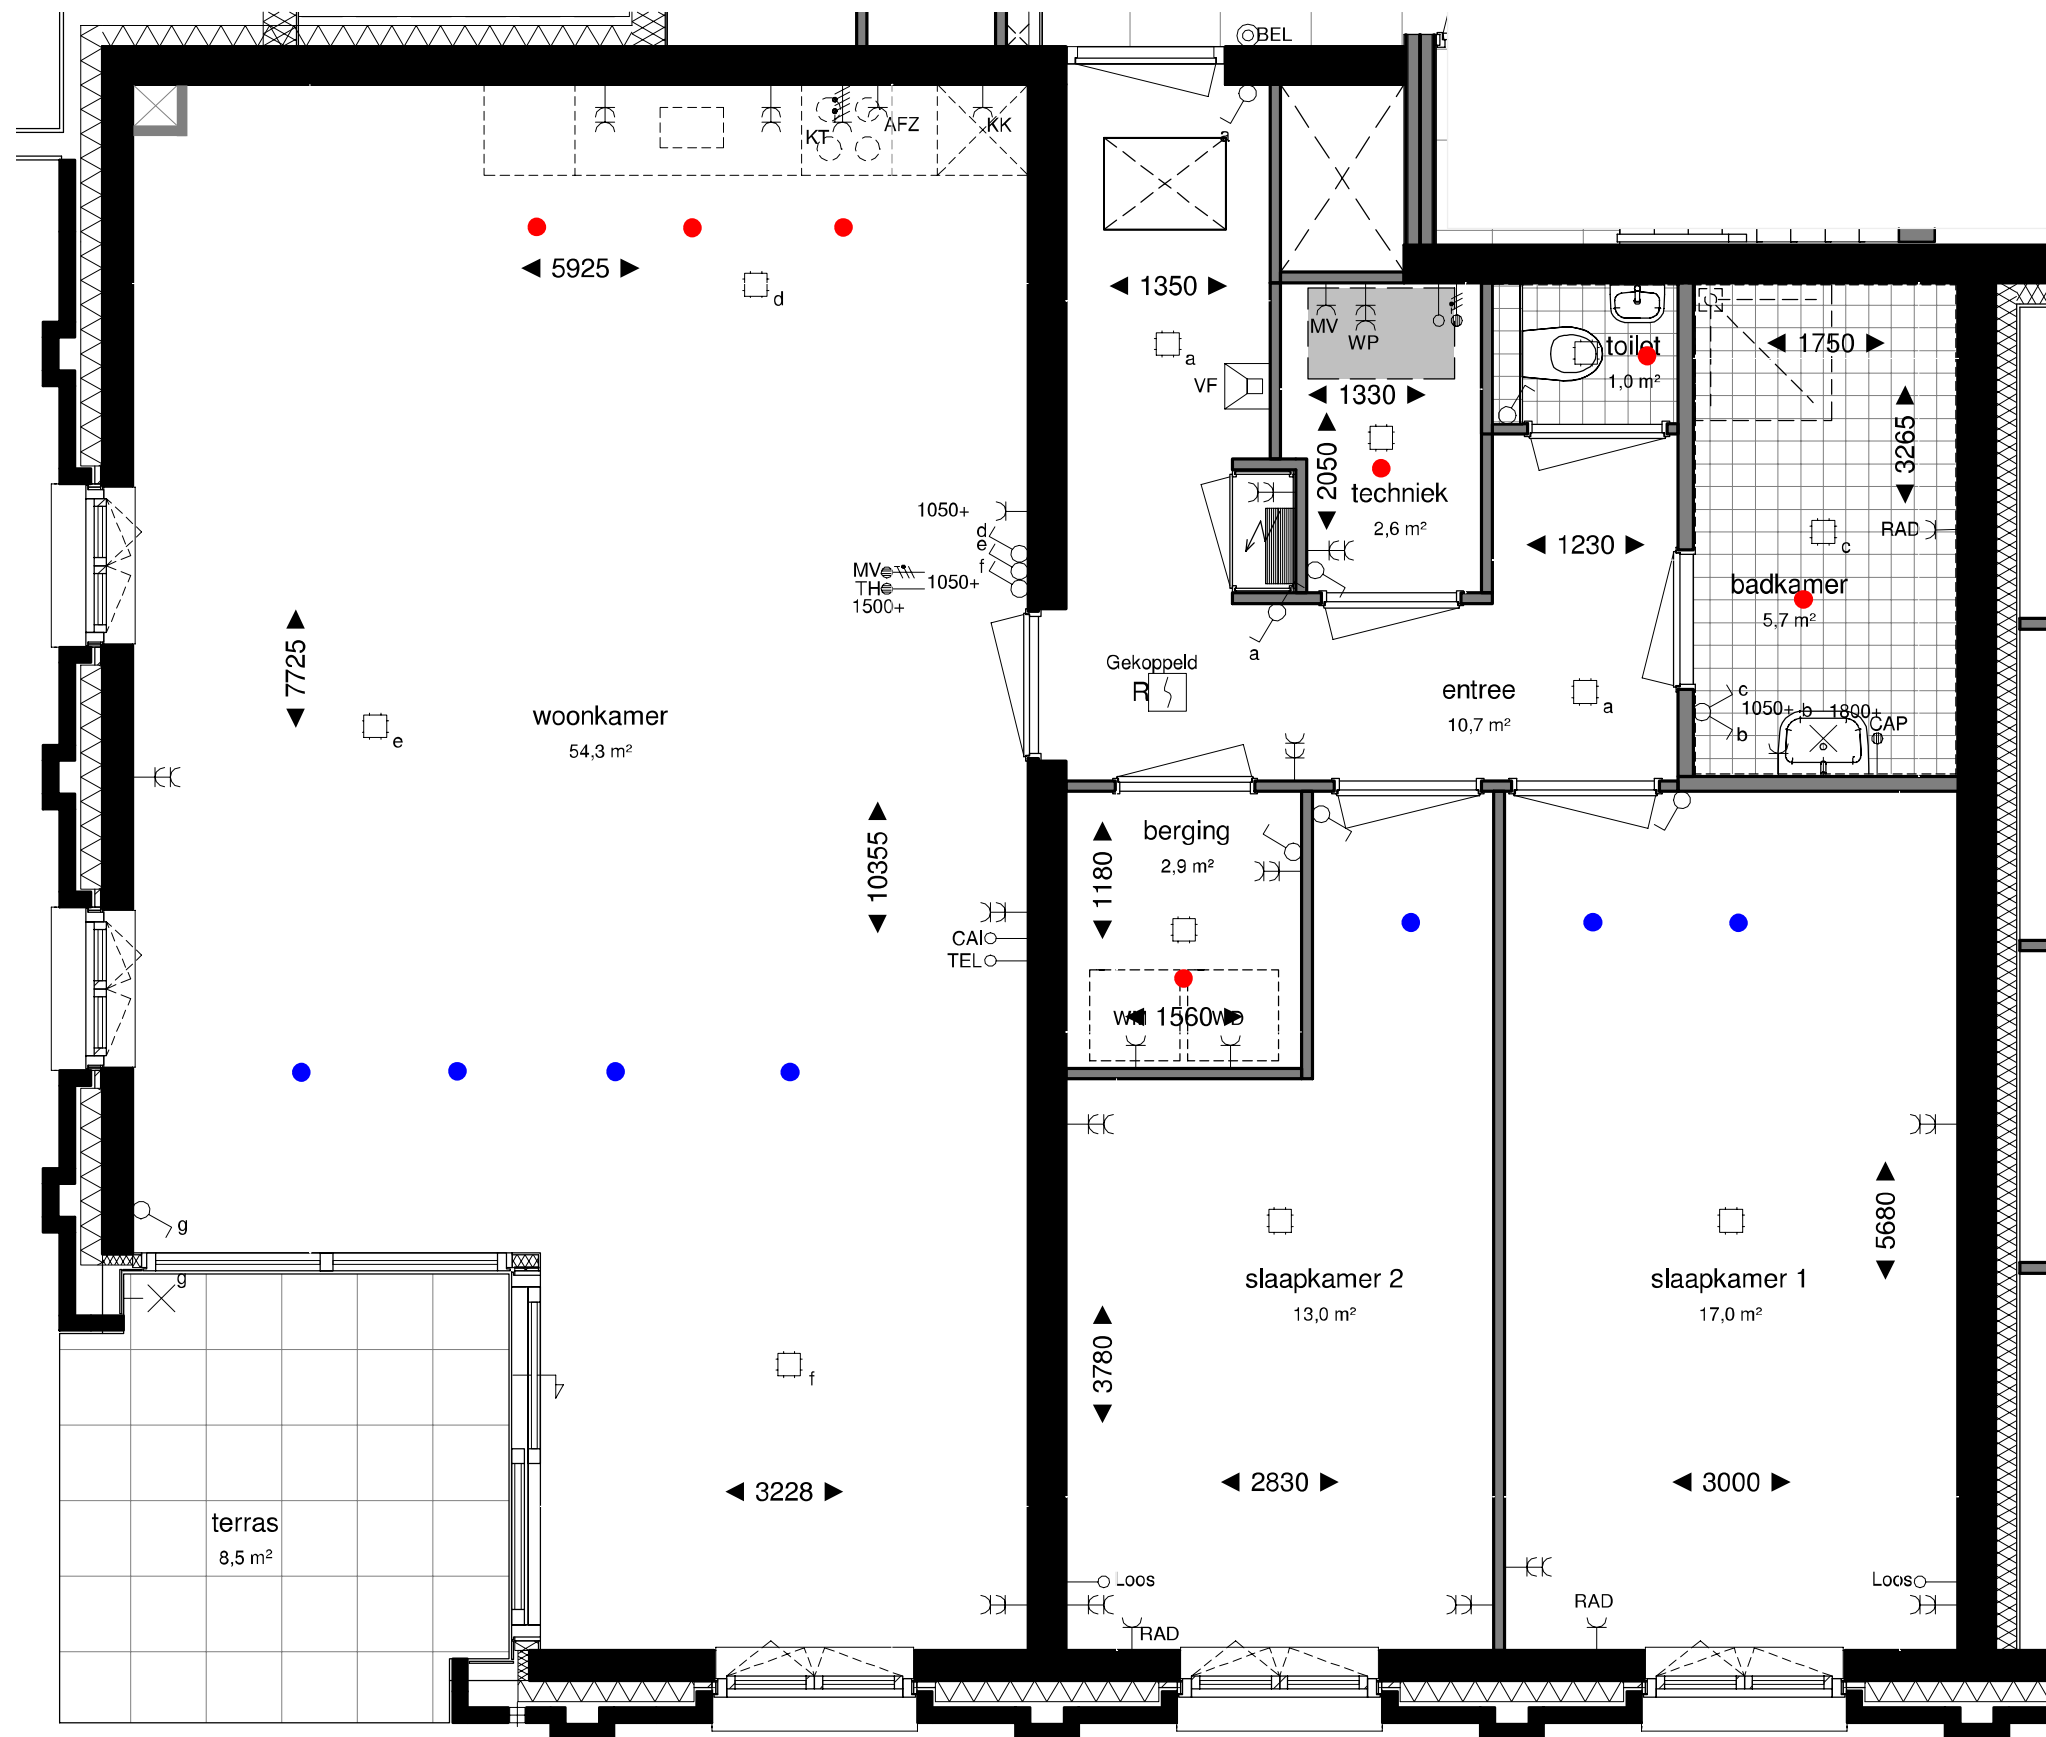 BEL
a
KT
AFZ
KK
5925
d
1350
a
VF
MV
WP
1330
2050
techniek
2,6 m²
toilet
1,0 m²
1750
3265
RAD
c
badkamer
5,7 m²
1230
1050+
d
e
f
MV
TH
1050+
1500+
7725
e
woonkamer
54,3 m²
a
Gekoppeld
R
entree
10,7 m²
a
c
1050+
b
1800+
CAP
b
10355
berging
2,9 m²
1180
CAI
TEL
1560
WD
g
g
slaapkamer 2
13,0 m²
slaapkamer 1
17,0 m²
5680
3780
f
3228
2830
3000
terras
8,5 m²
Loos
RAD
RAD
Loos